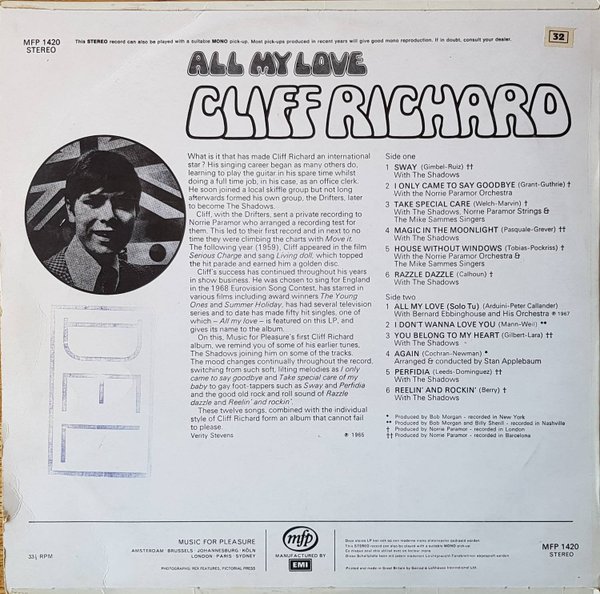 MFP 1420
STEREO
This STEREO record can also be played with a suitable MONO pick-up. Most pick-ups produced in recent years will give good mono reproduction. If in doubt, consult your dealer.
32
ALL MY LOVE
CLIFF RICHARD
What is it that has made Cliff Richard an international
star? His singing career began as many others do,
learning to play the guitar in his spare time whilst
doing a full time job, in his case, as an office clerk.
He soon joined a local skiffle group but not long
afterwards formed his own group, the Drifters, later
to become The Shadows.
Cliff, with the Drifters, sent a private recording to
Norrie Paramor who arranged a recording test for
them. This led to their first record and in next to no
time they were climbing the charts with Move it.
The following year (1959), Cliff appeared in the film
Serious Charge and sang Living doll, which topped
the hit parade and earned him a golden disc.
Cliff's success has continued throughout his years
in show business. He was chosen to sing for England
in the 1968 Eurovision Song Contest, has starred in
various films including award winners The Young
Ones and Summer Holiday, has had several television
series and to date has made fifty hit singles, one of
which – All my love – is featured on this LP, and
gives its name to the album.
On this, Music for Pleasure's first Cliff Richard
album, we remind you of some of his earlier tunes,
The Shadows joining him on some of the tracks.
The mood changes continually throughout the record,
switching from such soft, lilting melodies as I only
came to say goodbye and Take special care of my
baby to gay foot-tappers such as Sway and Perfidia
and the good old rock and roll sound of Razzle
dazzle and Reelin' and rockin'.
These twelve songs, combined with the individual
style of Cliff Richard form an album that cannot fail
to please.
Verity Stevens ℗ 1965
Side one
1 SWAY (Gimbel-Ruiz) ††
With The Shadows
2 I ONLY CAME TO SAY GOODBYE (Grant-Guthrie) †
With the Norrie Paramor Orchestra
3 TAKE SPECIAL CARE (Welch-Marvin) †
With The Shadows, Norrie Paramor Strings &
The Mike Sammes Singers
4 MAGIC IN THE MOONLIGHT (Pasquale-Grever) ††
With The Shadows
5 HOUSE WITHOUT WINDOWS (Tobias-Pockriss) †
With the Norrie Paramor Orchestra &
The Mike Sammes Singers
6 RAZZLE DAZZLE (Calhoun) †
With The Shadows
Side two
1 ALL MY LOVE (Solo Tu) (Arduini-Peter Callander)
With Bernard Ebbinghouse and His Orchestra ℗ 1967
2 I DON'T WANNA LOVE YOU (Mann-Weil) **
3 YOU BELONG TO MY HEART (Gilbert-Lara) ††
With The Shadows
4 AGAIN (Cochran-Newman) *
Arranged & conducted by Stan Applebaum
5 PERFIDIA (Leeds-Dominguez) ††
With The Shadows
6 REELIN' AND ROCKIN' (Berry) †
With The Shadows
* Produced by Bob Morgan - recorded in New York
** Produced by Bob Morgan and Billy Sherill - recorded in Nashville
† Produced by Norrie Paramor - recorded in London
†† Produced by Norrie Paramor - recorded in Barcelona
DEL
33⅓ RPM
MUSIC FOR PLEASURE
AMSTERDAM · BRUSSELS · JOHANNESBURG · KÖLN
LONDON · PARIS · SYDNEY
PHOTOGRAPHS: REX FEATURES, PICTORIAL PRESS
mfp
MANUFACTURED BY
EMI
This STEREO record can also be played with a suitable MONO pick-up.
Printed and made in Great Britain by
MFP 1420
STEREO